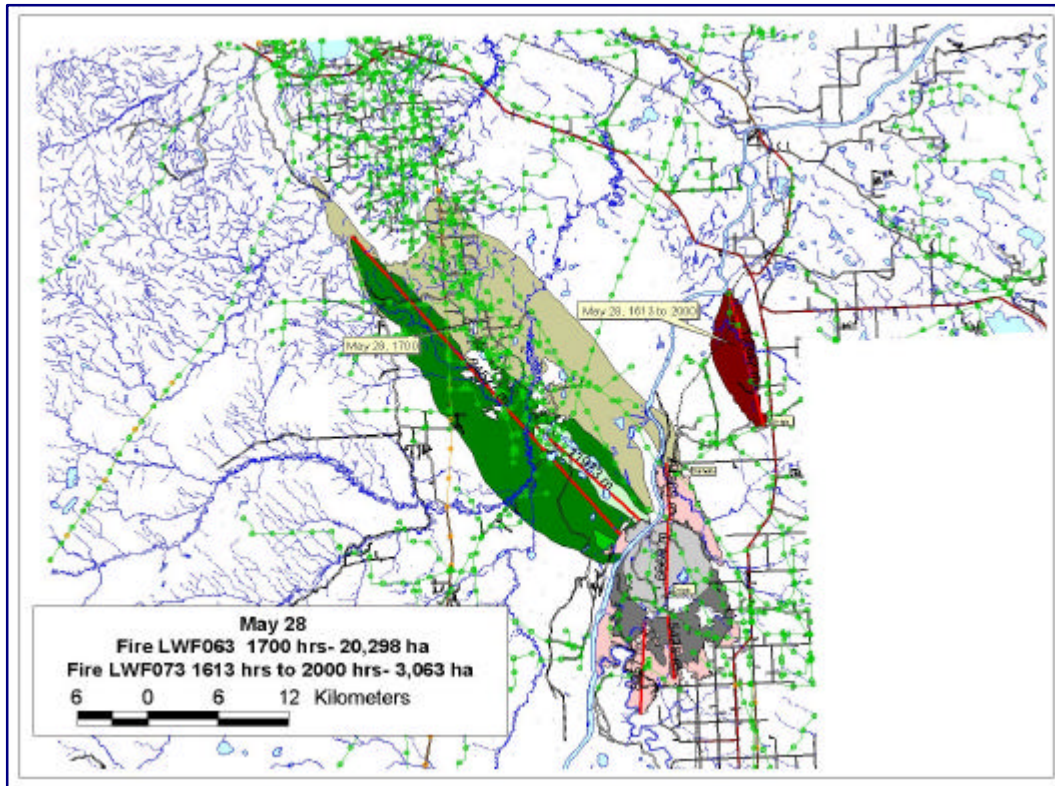 May 28, 1613 to 2000
May 28, 1700
May 28
Fire LWF063 1700 hrs- 20,298 ha
Fire LWF073 1613 hrs to 2000 hrs- 3,063 ha
6 0 6 12 Kilometers